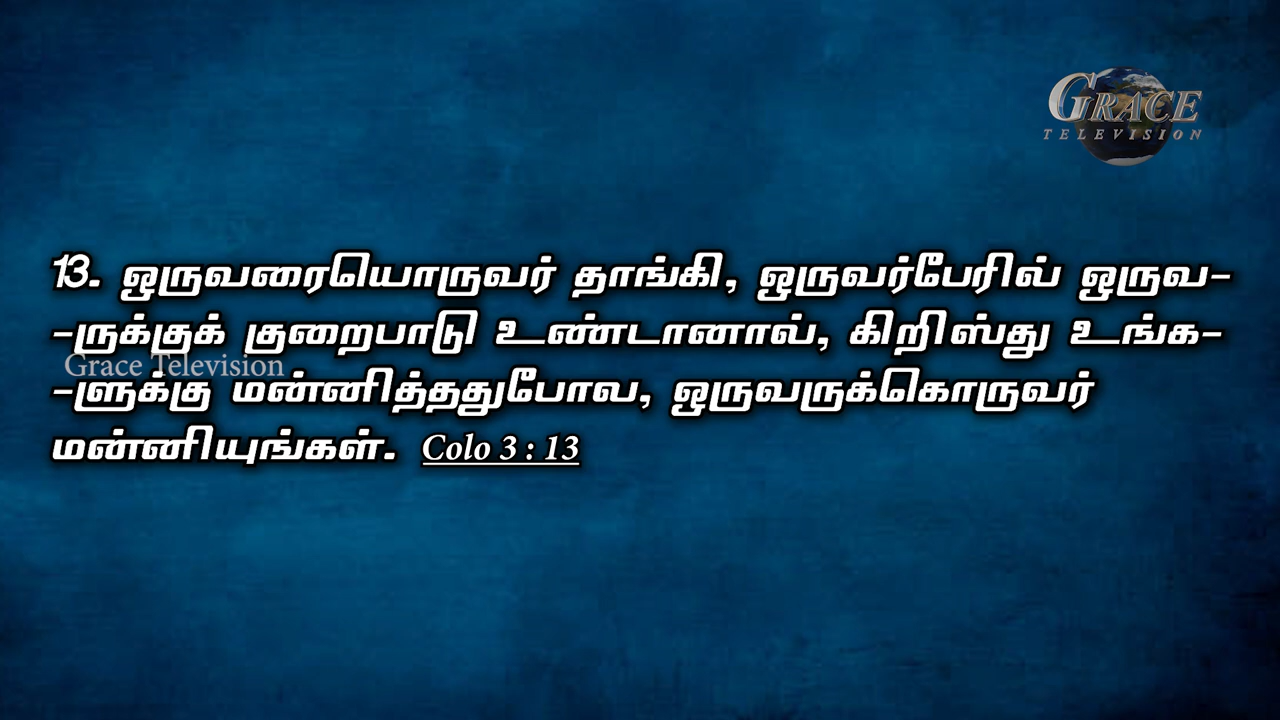 GRACE
TELEVISION
13. ஒருவரையொருவர் தாங்கி, ஒருவர்பேரில் ஒருவ-
-ருக்குக் குறைபாடு உண்டானால், கிறிஸ்து உங்க-
Grace Television
-ளுக்கு மன்னித்ததுபோல, ஒருவருக்கொருவர்
மன்னியுங்கள். Colo 3 : 13